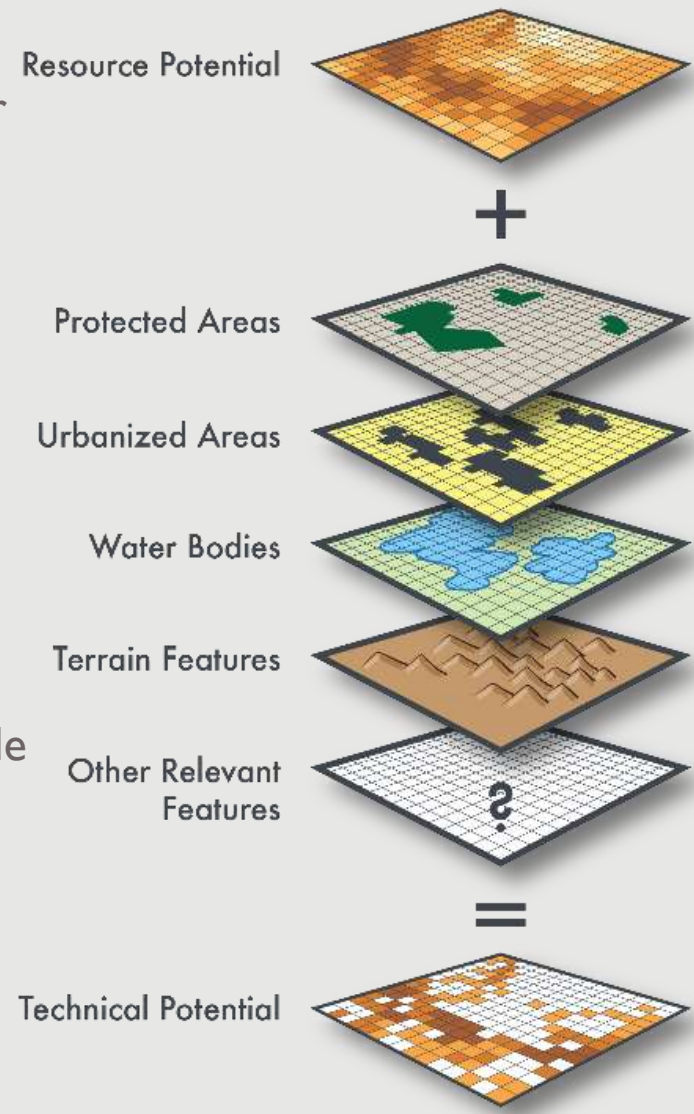 Resource Potential
+
Protected Areas
Urbanized Areas
Water Bodies
Terrain Features
Other Relevant
Features
?
=
Technical Potential